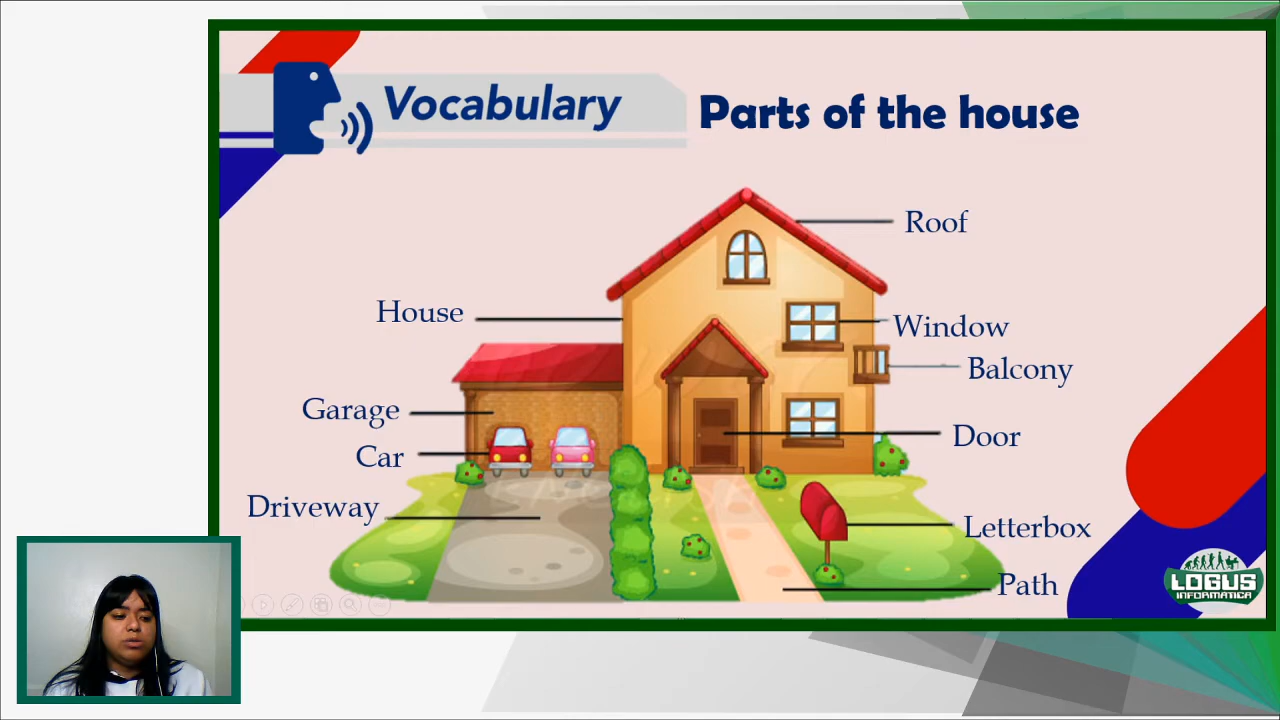 Vocabulary
Parts of the house
Roof
House
Window
Balcony
Garage
Door
Car
Driveway
Letterbox
Path
LOGUS
INFORMATICA